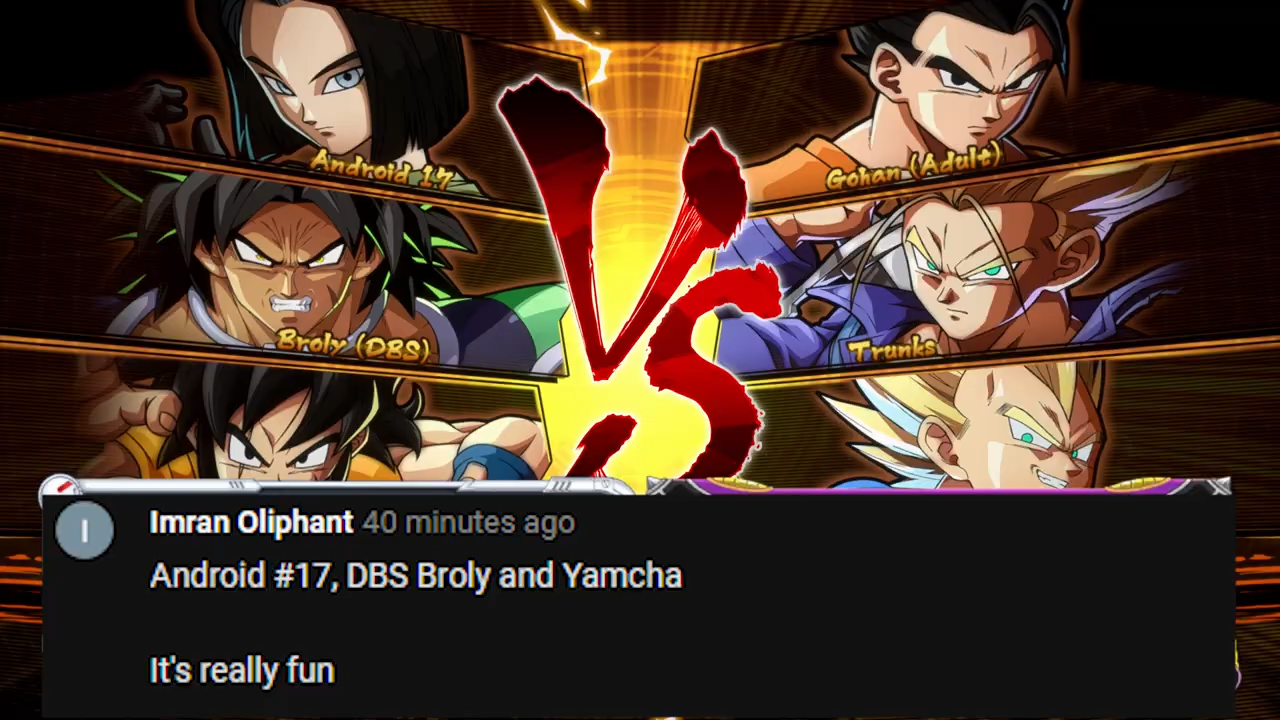 Android 17
Gohan (Adult)
VS
Broly (DBS)
Trunks
I
Imran Oliphant 40 minutes ago
Android #17, DBS Broly and Yamcha
It's really fun